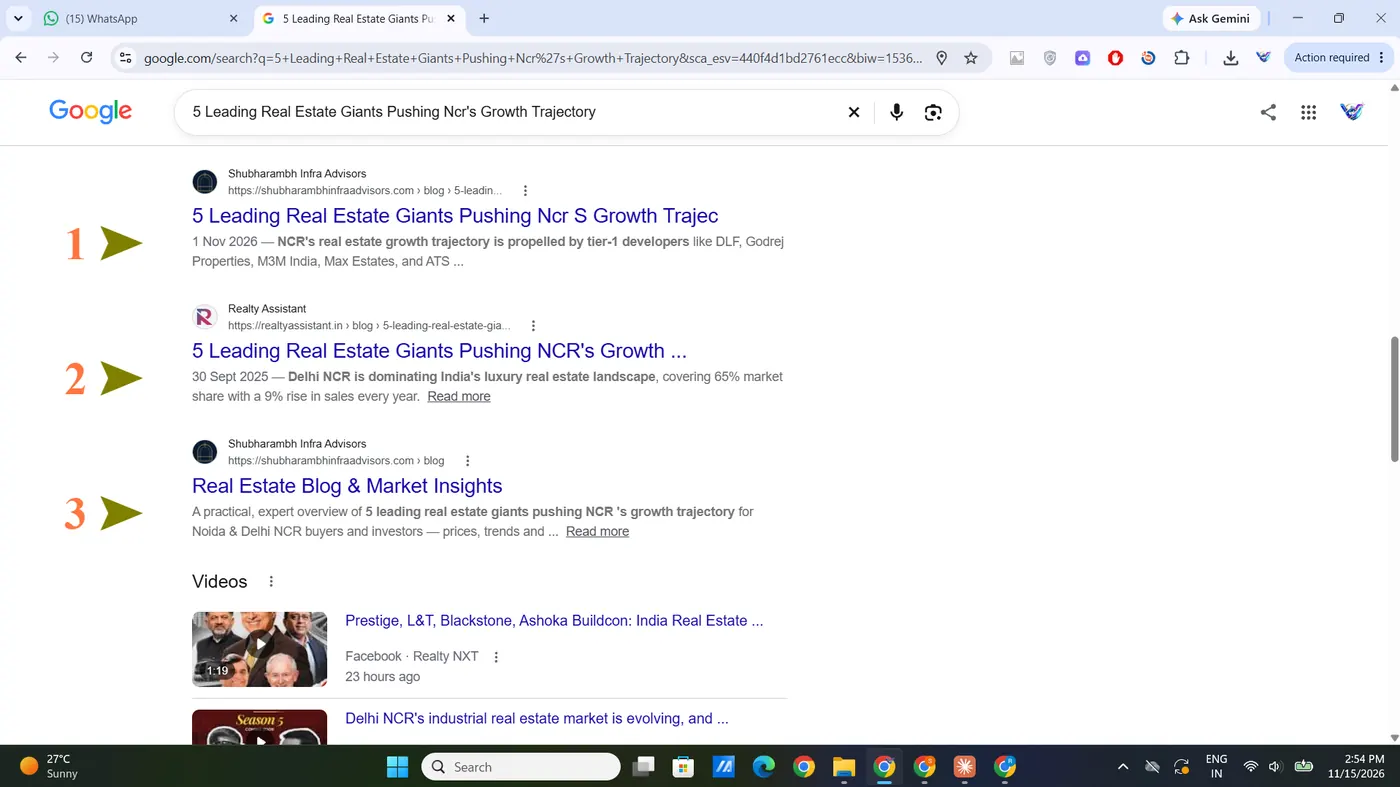 (15) WhatsApp
5 Leading Real Estate Giants Pu
Ask Gemini
google.com/search?q=5+Leading+Real+Estate+Giants+Pushing+Ncr%27s+Growth+Trajectory&sca_esv=440f4d1bd2761ecc&biw=1536...
Action required
Google
5 Leading Real Estate Giants Pushing Ncr's Growth Trajectory
Shubharambh Infra Advisors
https://shubharambhinfraadvisors.com › blog › 5-leadin...
1
5 Leading Real Estate Giants Pushing Ncr S Growth Trajec
1 Nov 2026 — NCR's real estate growth trajectory is propelled by tier-1 developers like DLF, Godrej
Properties, M3M India, Max Estates, and ATS ...
Realty Assistant
https://realtyassistant.in › blog › 5-leading-real-estate-gia...
2
5 Leading Real Estate Giants Pushing NCR's Growth ...
30 Sept 2025 — Delhi NCR is dominating India's luxury real estate landscape, covering 65% market
share with a 9% rise in sales every year. Read more
Shubharambh Infra Advisors
https://shubharambhinfraadvisors.com › blog
3
Real Estate Blog & Market Insights
A practical, expert overview of 5 leading real estate giants pushing NCR 's growth trajectory for
Noida & Delhi NCR buyers and investors — prices, trends and ... Read more
Videos
Prestige, L&T, Blackstone, Ashoka Buildcon: India Real Estate ...
1:19
Facebook · Realty NXT
23 hours ago
Season 5
Delhi NCR's industrial real estate market is evolving, and ...
27°C
Sunny
Search
ENG
IN
2:54 PM
11/15/2026